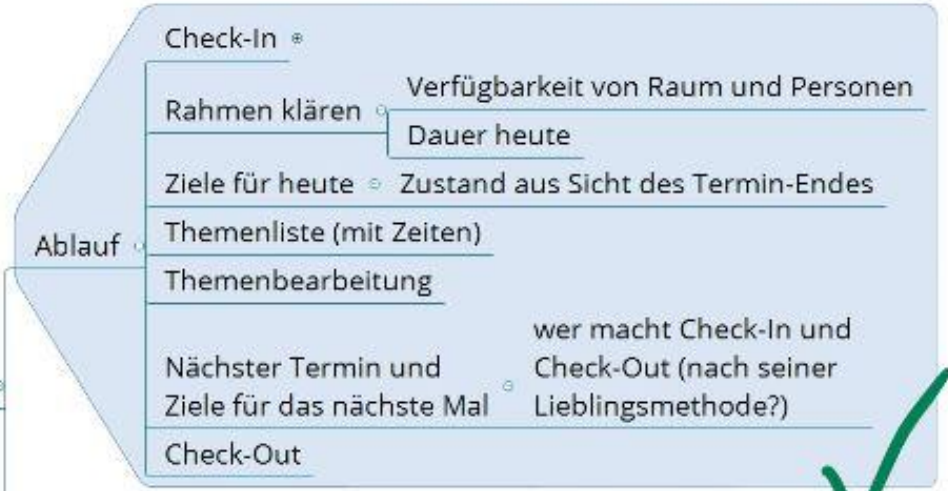 Check-In
Rahmen klären
Verfügbarkeit von Raum und Personen
Dauer heute
Ziele für heute
Zustand aus Sicht des Termin-Endes
Ablauf
Themenliste (mit Zeiten)
Themenbearbeitung
Nächster Termin und
Ziele für das nächste Mal
wer macht Check-In und
Check-Out (nach seiner
Lieblingsmethode?)
Check-Out